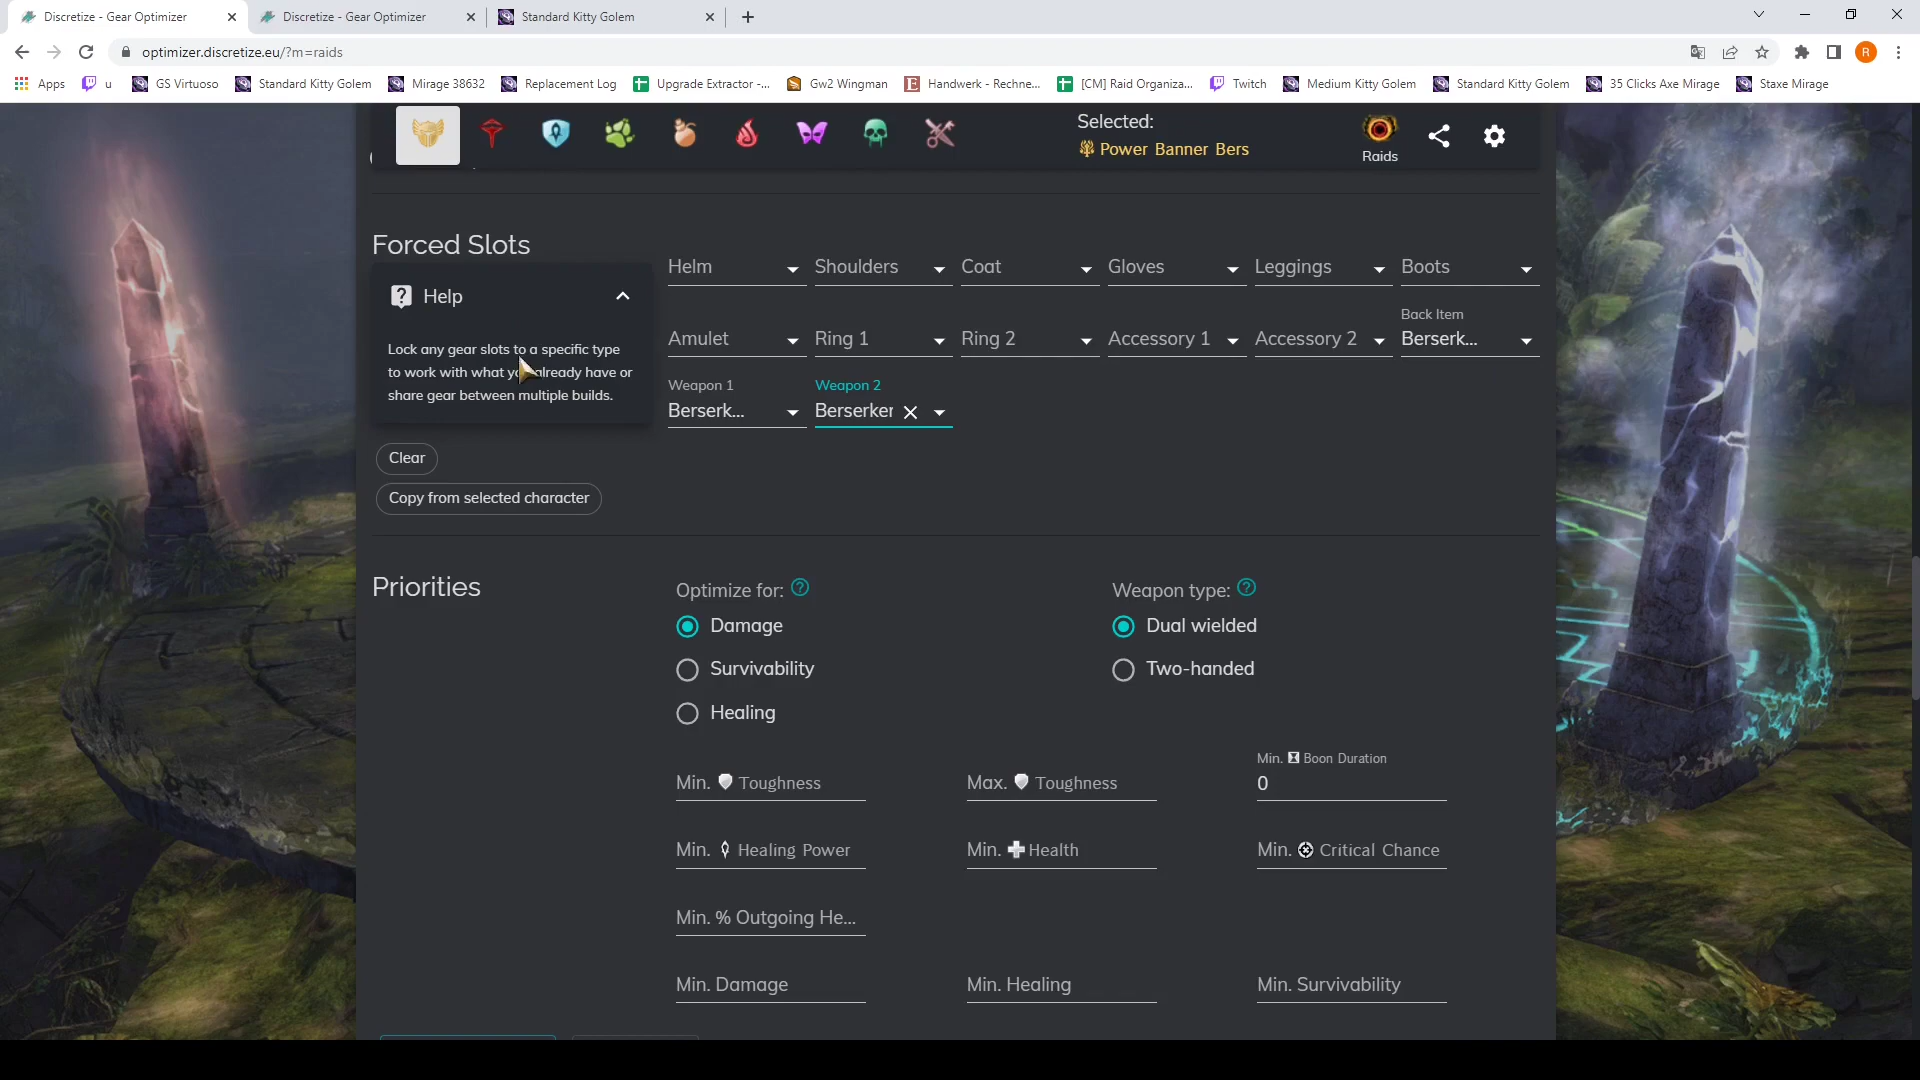 Discretize - Gear Optimizer
Discretize - Gear Optimizer
Standard Kitty Golem
optimizer.discretize.eu/?m=raids
R
Apps
u
GS Virtuoso
Standard Kitty Golem
Mirage 38632
Replacement Log
Upgrade Extractor -...
Gw2 Wingman
Handwerk - Rechne...
[CM] Raid Organiza...
Twitch
Medium Kitty Golem
Standard Kitty Golem
35 Clicks Axe Mirage
Staxe Mirage
Selected:
Power Banner Bers
Raids
Forced Slots
Help
Lock any gear slots to a specific type
to work with what you already have or
share gear between multiple builds.
Clear
Copy from selected character
Helm
Shoulders
Coat
Gloves
Leggings
Boots
Amulet
Ring 1
Ring 2
Accessory 1
Accessory 2
Back Item
Berserk...
Weapon 1
Berserk...
Weapon 2
Berserker
Priorities
Optimize for:
Damage
Survivability
Healing
Weapon type:
Dual wielded
Two-handed
Min. Toughness
Max. Toughness
Min. Boon Duration
0
Min. Healing Power
Min. Health
Min. Critical Chance
Min. % Outgoing He...
Min. Damage
Min. Healing
Min. Survivability